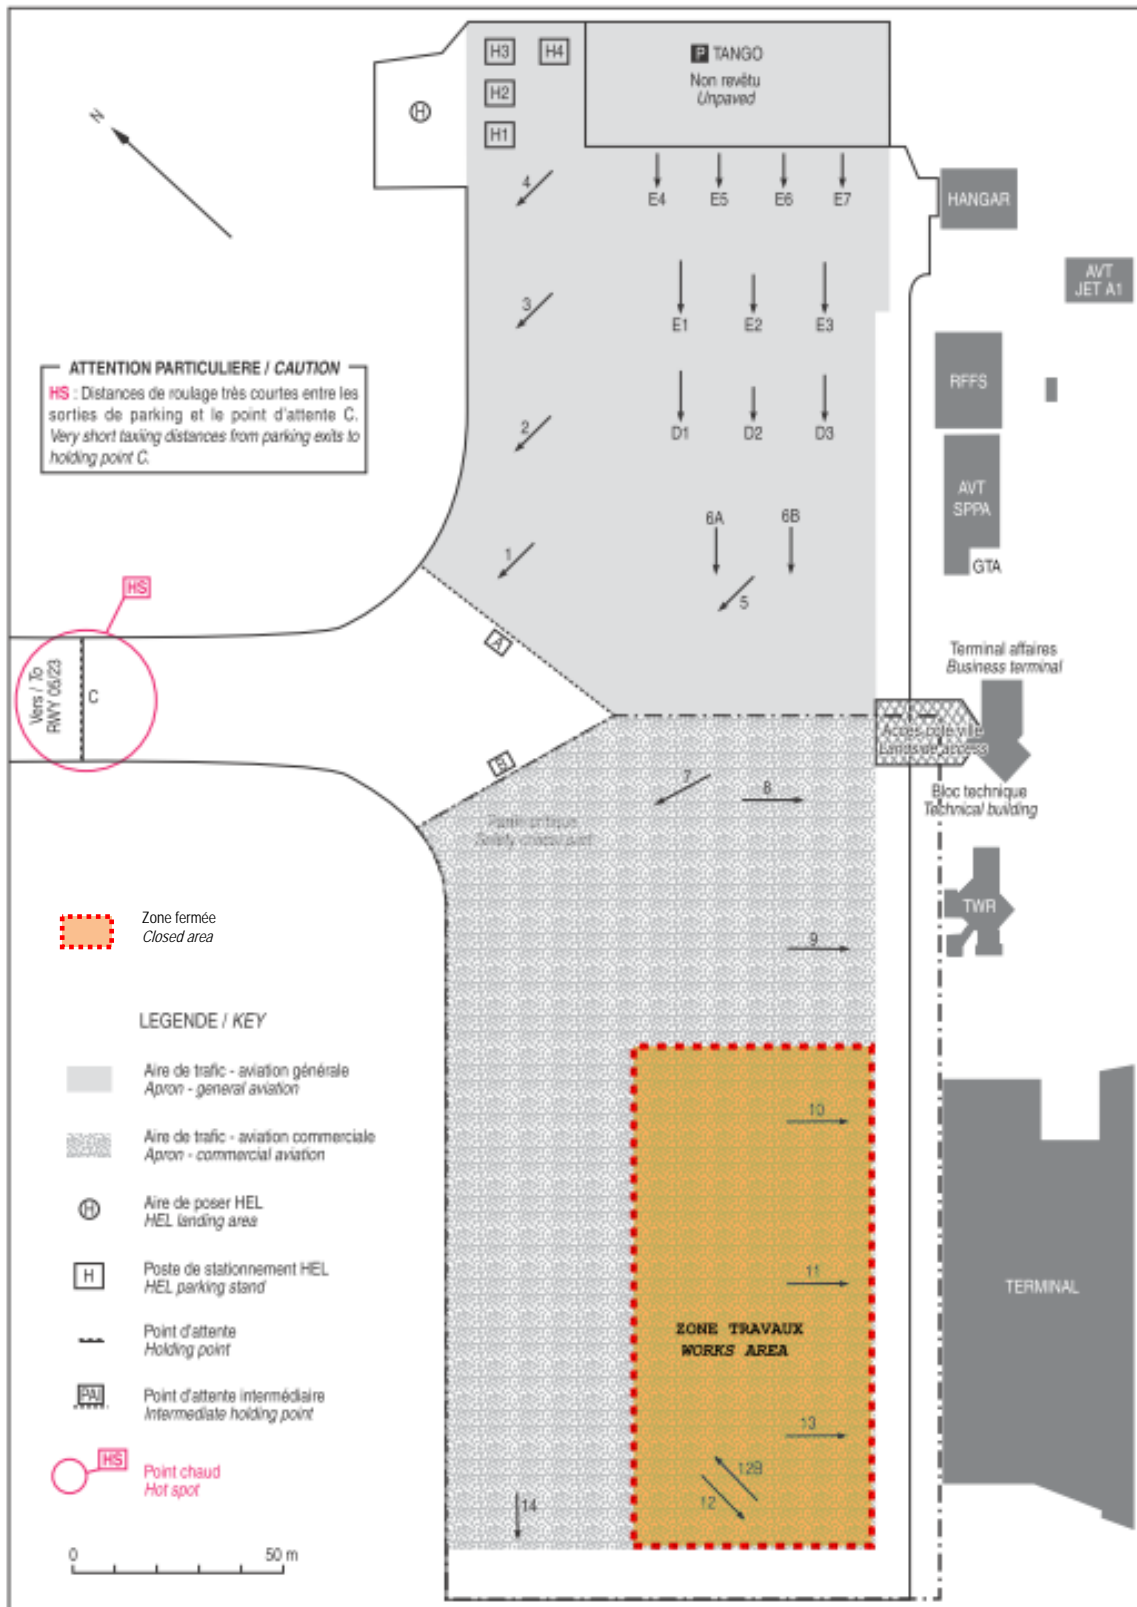 H3
H4
P TANGO
Non revêtu
Unpaved
H2
H1
H
N
4
E4
E5
E6
E7
HANGAR
AVT
JET A1
3
E1
E2
E3
ATTENTION PARTICULIERE / CAUTION
HS : Distances de roulage très courtes entre les
sorties de parking et le point d'attente C.
Very short taxiing distances from parking exits to
holding point C.
RFFS
2
D1
D2
D3
AVT
SPPA
GTA
6A
6B
1
5
HS
A
Vers / To
RWY 05/23
C
Terminal affaires
Business terminal
Accès côté ville
Landside access
B
7
8
Bloc technique
Technical building
Partie critique
Safety critical part
TWR
9
Zone fermée
Closed area
LEGENDE / KEY
Aire de trafic - aviation générale
Apron - general aviation
Aire de trafic - aviation commerciale
Apron - commercial aviation
H
Aire de poser HEL
HEL landing area
H
Poste de stationnement HEL
HEL parking stand
Point d'attente
Holding point
PAI
Point d'attente intermédiaire
Intermediate holding point
HS
Point chaud
Hot spot
0
50 m
10
11
TERMINAL
ZONE TRAVAUX
WORKS AREA
13
12B
12
14